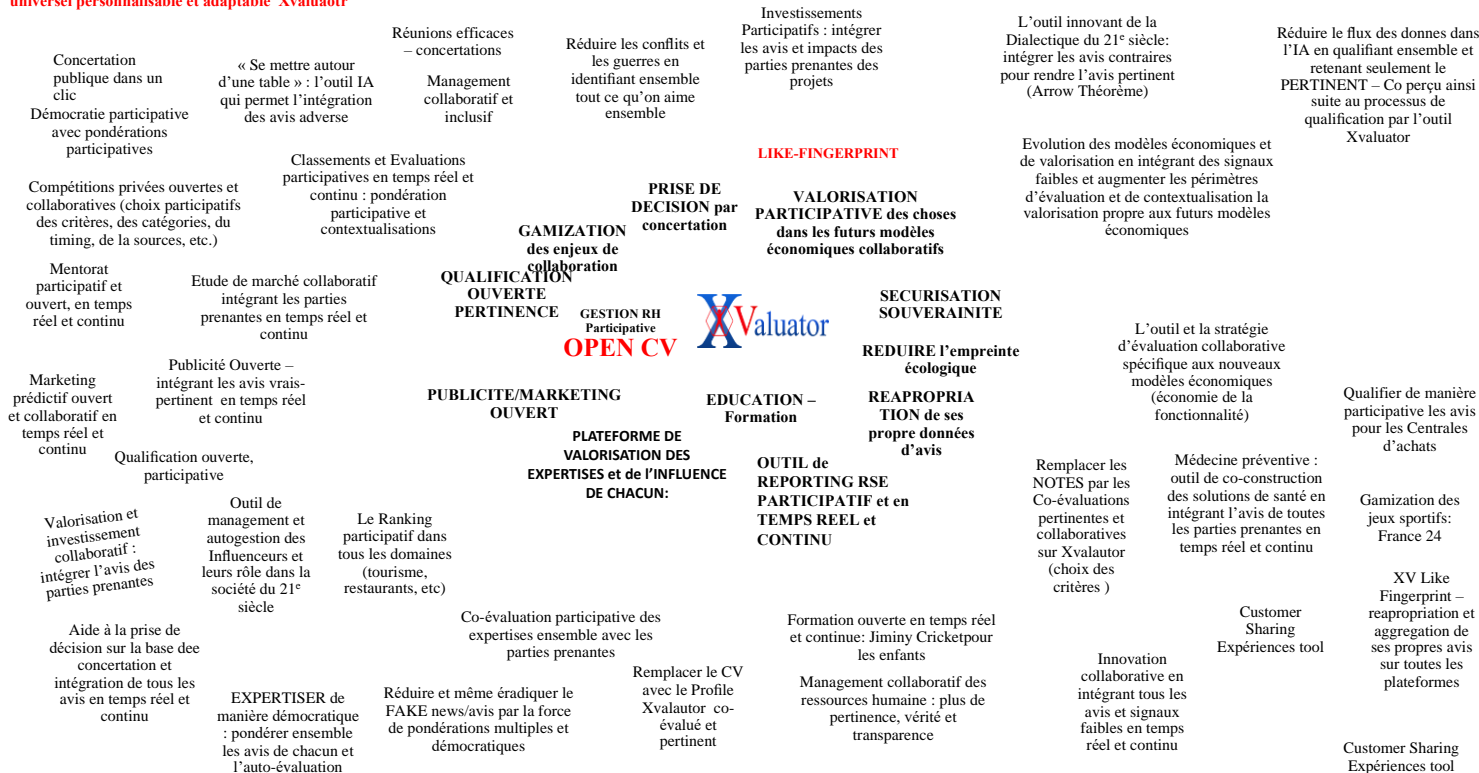 universel personnalisable et adaptable Xvaluaotr
Concertation
publique dans un
clic
Démocratie participative
avec pondérations
participatives
« Se mettre autour
d’une table » : l’outil IA
qui permet l’intégration
des avis adverse
Réunions efficaces
– concertations
Management
collaboratif et
inclusif
Réduire les conflits et
les guerres en
identifiant ensemble
tout ce qu’on aime
ensemble
Investissements
Participatifs : intégrer
les avis et impacts des
parties prenantes des
projets
L’outil innovant de la
Dialectique du 21e siècle:
intégrer les avis contraires
pour rendre l’avis pertinent
(Arrow Théorème)
Réduire le flux des donnes dans
l’IA en qualifiant ensemble et
retenant seulement le
PERTINENT – Co perçu ainsi
suite au processus de
qualification par l’outil
Xvaluator
Compétitions privées ouvertes et
collaboratives (choix participatifs
des critères, des catégories, du
timing, de la sources, etc.)
Classements et Evaluations
participatives en temps réel et
continu : pondération
participative et
contextualisations
LIKE-FINGERPRINT
PRISE DE
DECISION par
concertation
VALORISATION
PARTICIPATIVE des choses
dans les futurs modèles
économiques collaboratifs
Evolution des modèles économiques et
de valorisation en intégrant des signaux
faibles et augmenter les périmètres
d’évaluation et de contextualisation la
valorisation propre aux futurs modèles
économiques
GAMIZATION
des enjeux de
collaboration
Mentorat
participatif et
ouvert, en temps
réel et continu
Etude de marché collaboratif
intégrant les parties
prenantes en temps réel et
continu
QUALIFICATION
OUVERTE
PERTINENCE
GESTION RH
Participative
OPEN CV
XValuator
SECURISATION
SOUVERAINETE
REDUIRE l’empreinte
écologique
L’outil et la stratégie
d’évaluation collaborative
spécifique aux nouveaux
modèles économiques
(économie de la
fonctionnalité)
Marketing
prédictif ouvert
et collaboratif en
temps réel et
continu
Publicité Ouverte –
intégrant les avis vrais-
pertinent en temps réel
et continu
PUBLICITE/MARKETING
OUVERT
EDUCATION –
Formation
REAPROPRIA
TION de ses
propre données
d’avis
Qualifier de manière
participative les avis
pour les Centrales
d’achats
Qualification ouverte,
participative
PLATEFORME DE
VALORISATION DES
EXPERTISES et de l’INFLUENCE
DE CHACUN:
OUTIL de
REPORTING RSE
PARTICIPATIF et en
TEMPS REEL et
CONTINU
Remplacer les
NOTES par les
Co-évaluations
pertinentes et
collaboratives
sur Xvalautor
(choix des
critères )
Médecine préventive :
outil de co-construction
des solutions de santé en
intégrant l’avis de toutes
les parties prenantes en
temps réel et continu
Gamization des
jeux sportifs:
France 24
Valorisation et
investissement
collaboratif :
intégrer l’avis des
parties prenantes
Outil de
management et
autogestion des
Influenceurs et
leurs rôle dans la
société du 21e
siècle
Le Ranking
participatif dans
tous les domaines
(tourisme,
restaurants, etc)
XV Like
Fingerprint –
reapropriation et
aggregation de
ses propres avis
sur toutes les
plateformes
Aide à la prise de
décision sur la base dee
concertation et
intégration de tous les
avis en temps réel et
continu
Co-évaluation participative des
expertises ensemble avec les
parties prenantes
Formation ouverte en temps réel
et continue: Jiminy Cricketpour
les enfants
Customer
Sharing
Expériences tool
EXPERTISER de
manière démocratique
: pondérer ensemble
les avis de chacun et
l’auto-évaluation
Réduire et même éradiquer le
FAKE news/avis par la force
de pondérations multiples et
démocratiques
Remplacer le CV
avec le Profile
Xvalautor co-
évalué et
pertinent
Management collaboratif des
ressources humaine : plus de
pertinence, vérité et
transparence
Innovation
collaborative en
intégrant tous les
avis et signaux
faibles en temps
réel et continu
Customer Sharing
Expériences tool